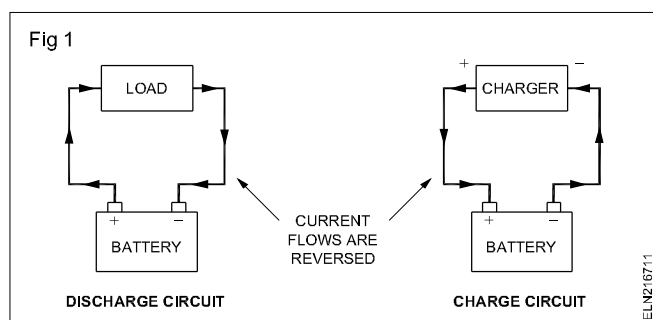 Fig 1
LOAD
+
−
BATTERY
DISCHARGE CIRCUIT
CURRENT
FLOWS ARE
REVERSED
+
−
CHARGER
+
−
BATTERY
CHARGE CIRCUIT
ELN216711